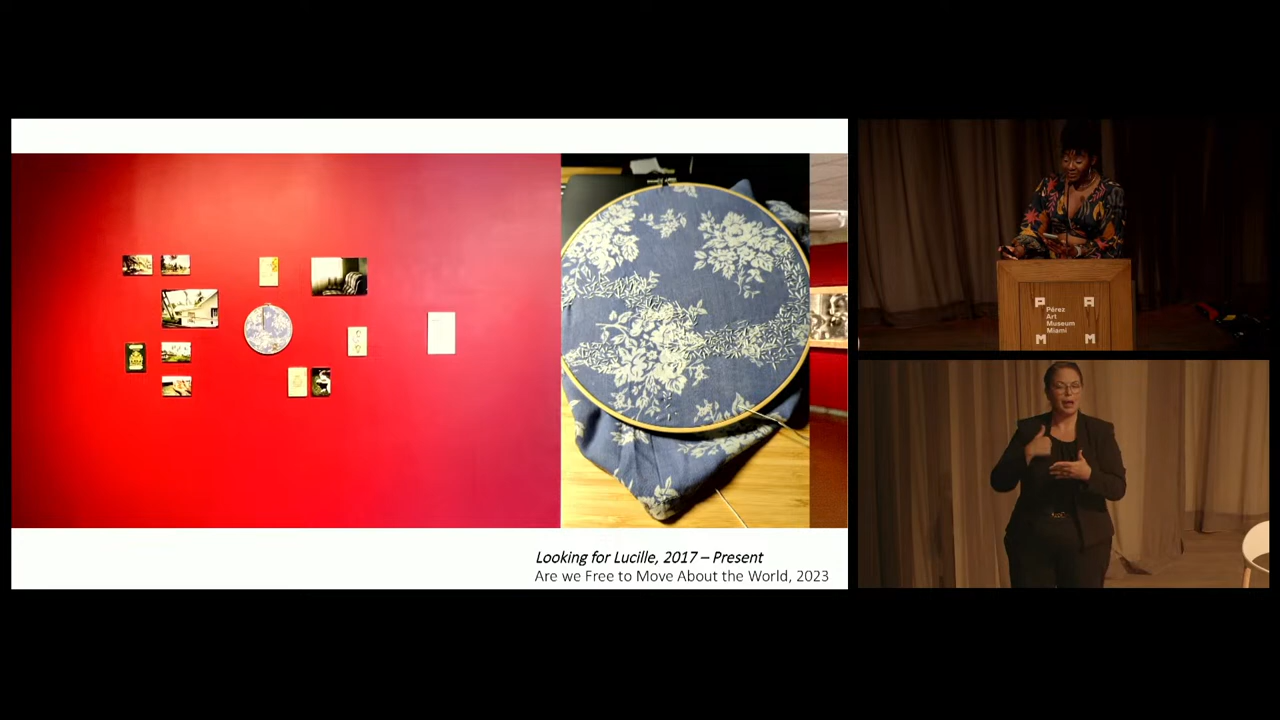 Looking for Lucille, 2017 – Present
Are we Free to Move About the World, 2023
P A
Pérez
Art
Museum
Miami
M M